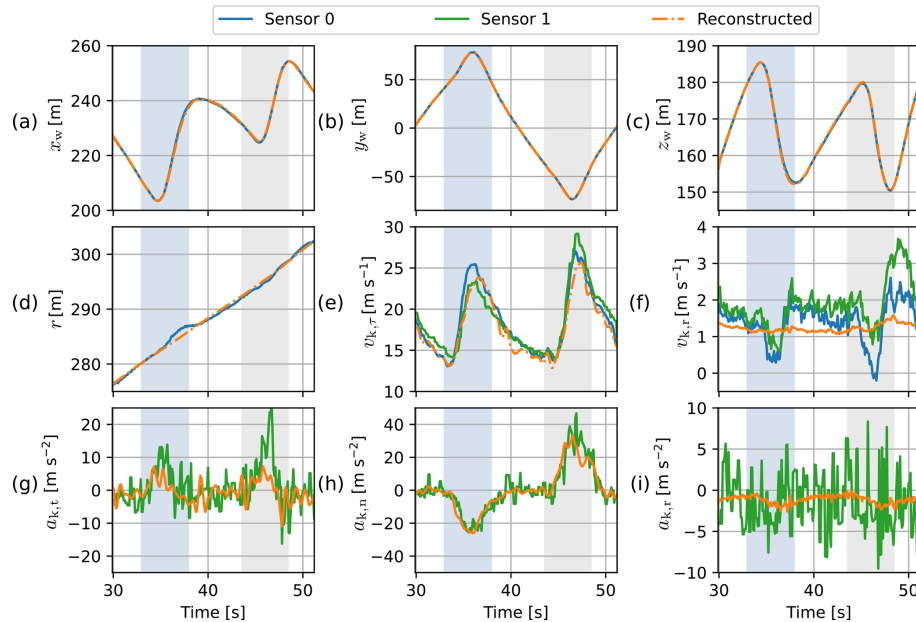 Sensor 0 Sensor 1 Reconstructed
(a) x_w [m] 260 240 220 200
(b) y_w [m] 50 0 −50
(c) z_w [m] 190 180 170 160 150
(d) r [m] 300 290 280
(e) v_k,τ [m s⁻¹] 30 25 20 15 10
(f) v_k,r [m s⁻¹] 4 3 2 1 0
(g) a_k,t [m s⁻²] 20 10 0 −10 −20
(h) a_k,n [m s⁻²] 40 20 0 −20 −40
(i) a_k,r [m s⁻²] 10 5 0 −5 −10
30 40 50 30 40 50 30 40 50
Time [s] Time [s] Time [s]